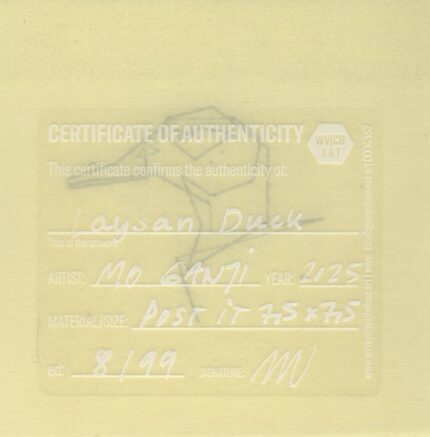 CERTIFICATE OF AUTHENTICITY
WVICR
ART
This certificate confirms the authenticity of:
Laysan Duck
Title of the artwork
ARTIST: MO GANJI YEAR: 2025
MATERIAL/SIZE: POST IT 7,5 x 7,5
ed: 8/99 SIGNATURE: